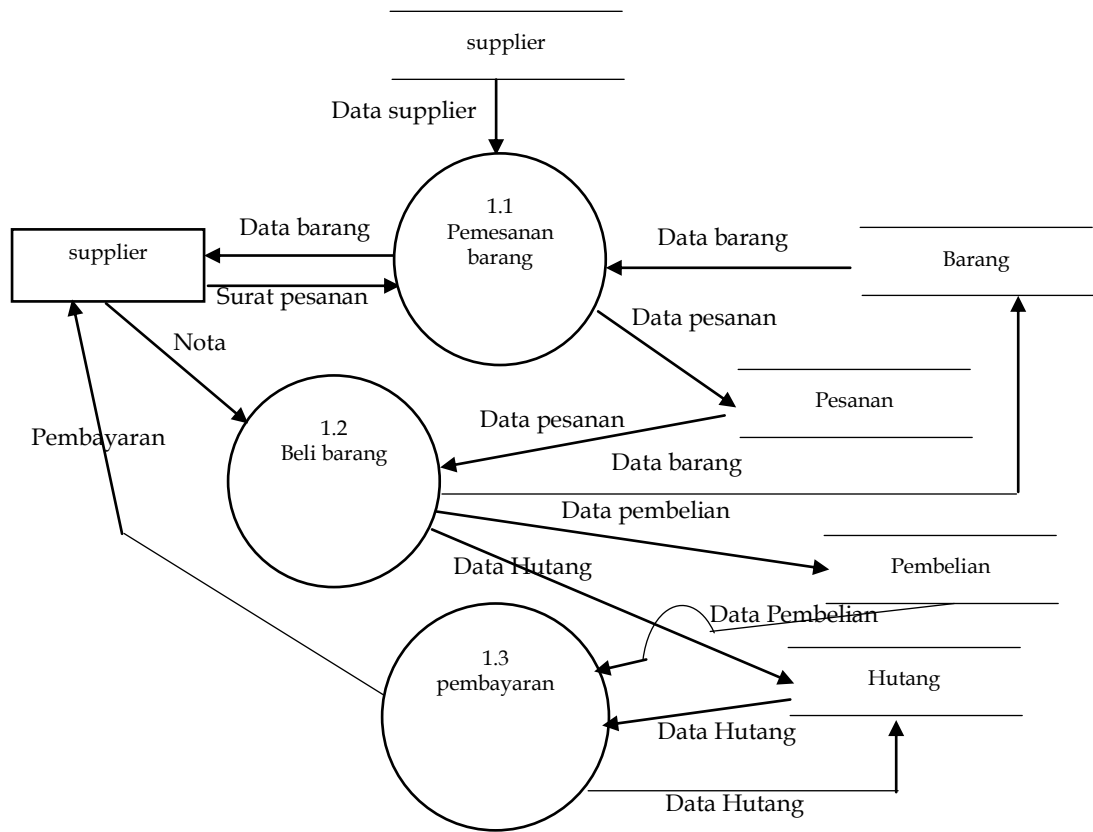 supplier
Data supplier
1.1
Pemesanan
barang
Data barang
Data barang
supplier
Barang
Surat pesanan
Data pesanan
Nota
Pesanan
Data pesanan
1.2
Beli barang
Pembayaran
Data barang
Data pembelian
Data Hutang
Pembelian
Data Pembelian
1.3
pembayaran
Hutang
Data Hutang
Data Hutang